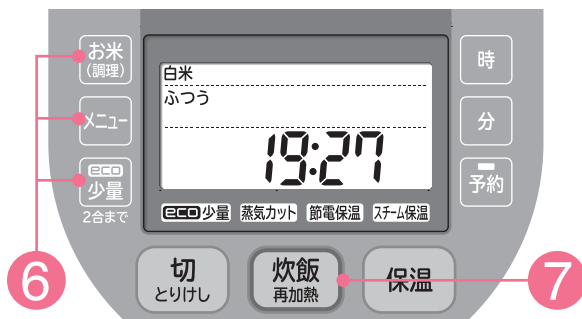 お米
(調理)
メニュー
eco
少量
2合まで
白米
ふつう
19:27
eco少量 蒸気カット 節電保温 スチーム保温
時
分
予約
切
とりけし
炊飯
再加熱
保温
6
7